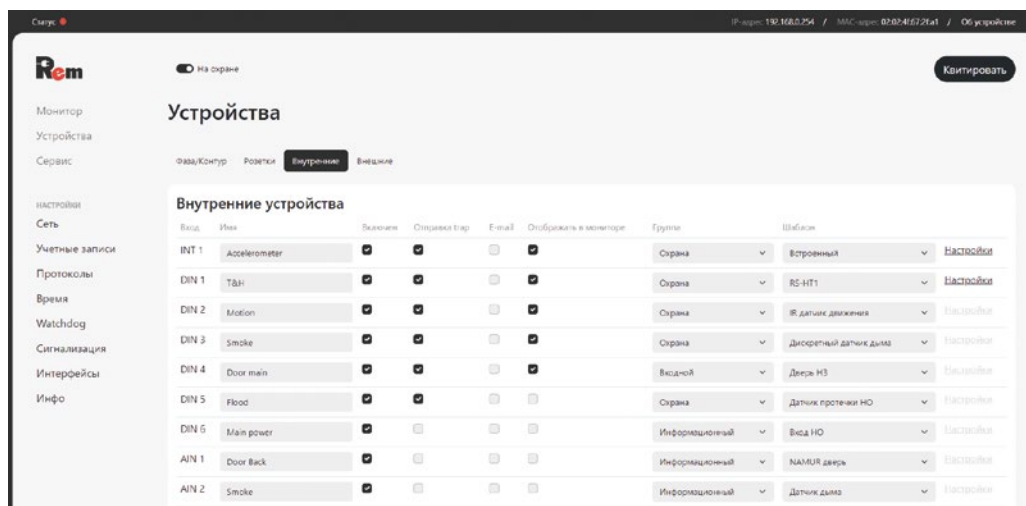 Статус IP-адрес: 192.168.0.254 / MAC-адрес: 02:02:4f:67:2f:a1 / Об устройстве
Rem На охране Квитировать
Монитор Устройства
Устройства
Сервис Фаза/Контур Розетки Внутренние Внешние
НАСТРОЙКИ Внутренние устройства
Сеть Вход Имя Включен Отправка trap E-mail Отображать в мониторе Группа Шаблон
Учетные записи INT 1 Accelerometer Охрана Встроенный Настройки
Протоколы DIN 1 T&H Охрана RS-HT1 Настройки
Время DIN 2 Motion Охрана IR датчик движения Настройки
Watchdog DIN 3 Smoke Охрана Дискретный датчик дыма Настройки
Сигнализация
Интерфейсы DIN 4 Door main Входной Дверь НЗ Настройки
Инфо DIN 5 Flood Охрана Датчик протечки НО Настройки
DIN 6 Main power Информационный Вход НО Настройки
AIN 1 Door Back Информационный NAMUR дверь Настройки
AIN 2 Smoke Информационный Датчик дыма Настройки